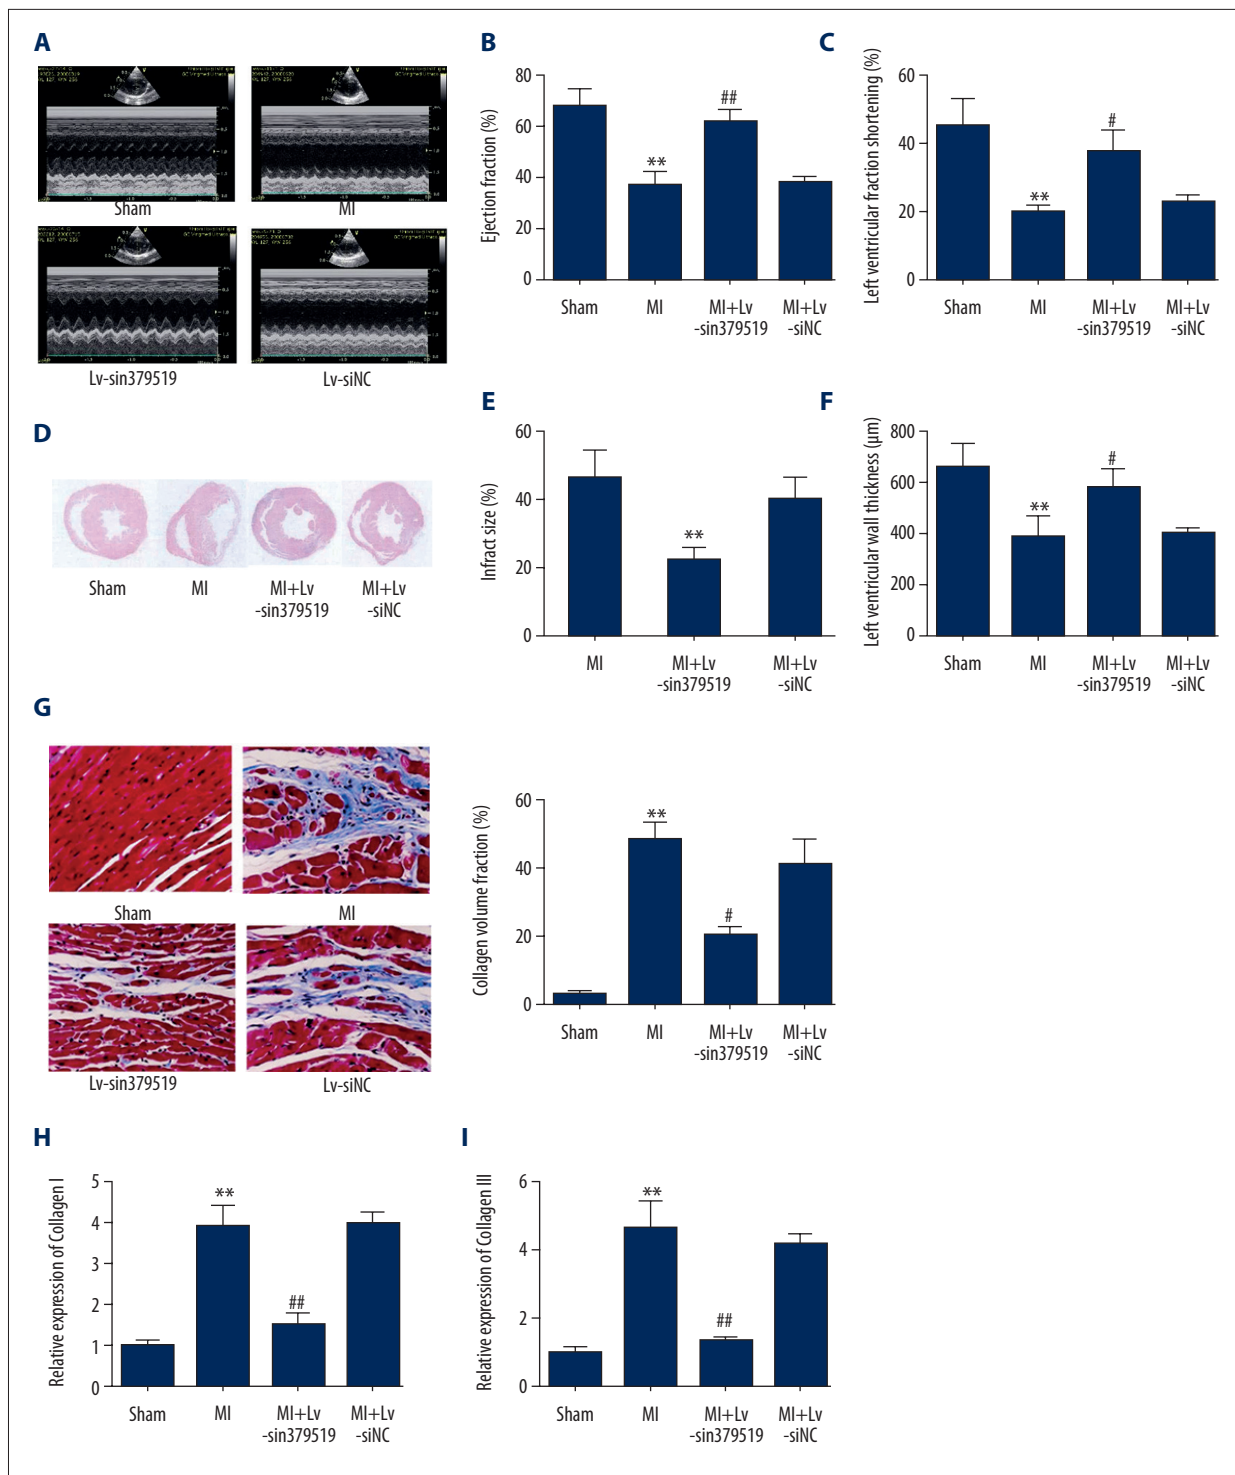 A
Sham
MI
Lv-sin379519
Lv-siNC
B
Ejection fraction (%)
80
60
40
20
0
**
##
Sham
MI
MI+Lv
-sin379519
MI+Lv
-siNC
C
Left ventricular fraction shortening (%)
60
40
20
0
**
#
Sham
MI
MI+Lv
-sin379519
MI+Lv
-siNC
D
Sham
MI
MI+Lv
-sin379519
MI+Lv
-siNC
E
Infract size (%)
60
40
20
0
**
MI
MI+Lv
-sin379519
MI+Lv
-siNC
F
Left ventricular wall thickness (µm)
800
600
400
200
0
**
#
Sham
MI
MI+Lv
-sin379519
MI+Lv
-siNC
G
Sham
MI
Lv-sin379519
Lv-siNC
Collagen volume fraction (%)
60
40
20
0
**
#
Sham
MI
MI+Lv
-sin379519
MI+Lv
-siNC
H
Relative expression of Collagen I
5
4
3
2
1
0
**
##
Sham
MI
MI+Lv
-sin379519
MI+Lv
-siNC
I
Relative expression of Collagen III
6
4
2
0
**
##
Sham
MI
MI+Lv
-sin379519
MI+Lv
-siNC